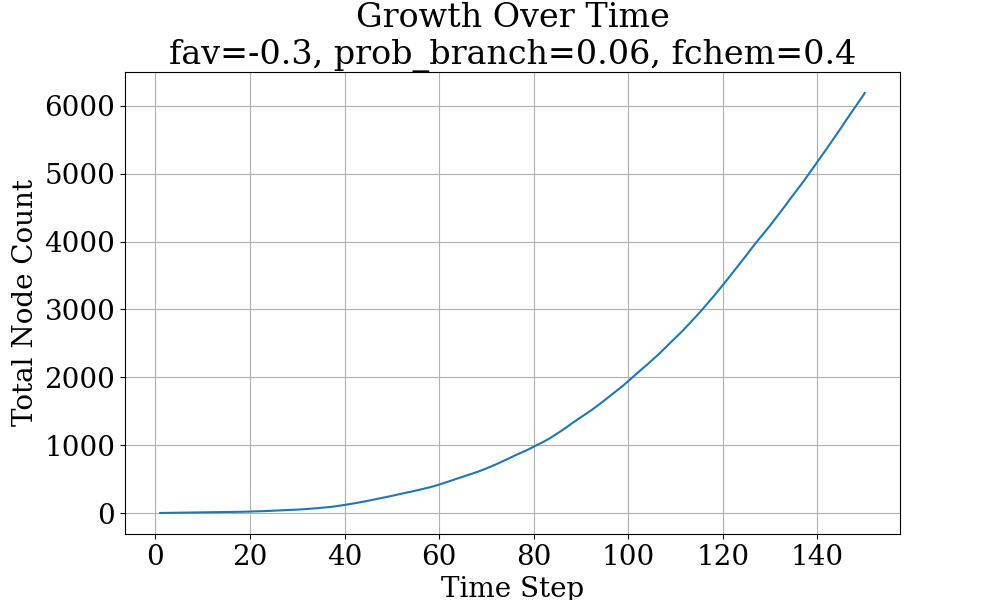 Growth Over Time
fav=-0.3, prob_branch=0.06, fchem=0.4
Total Node Count
6000
5000
4000
3000
2000
1000
0
0 20 40 60 80 100 120 140
Time Step